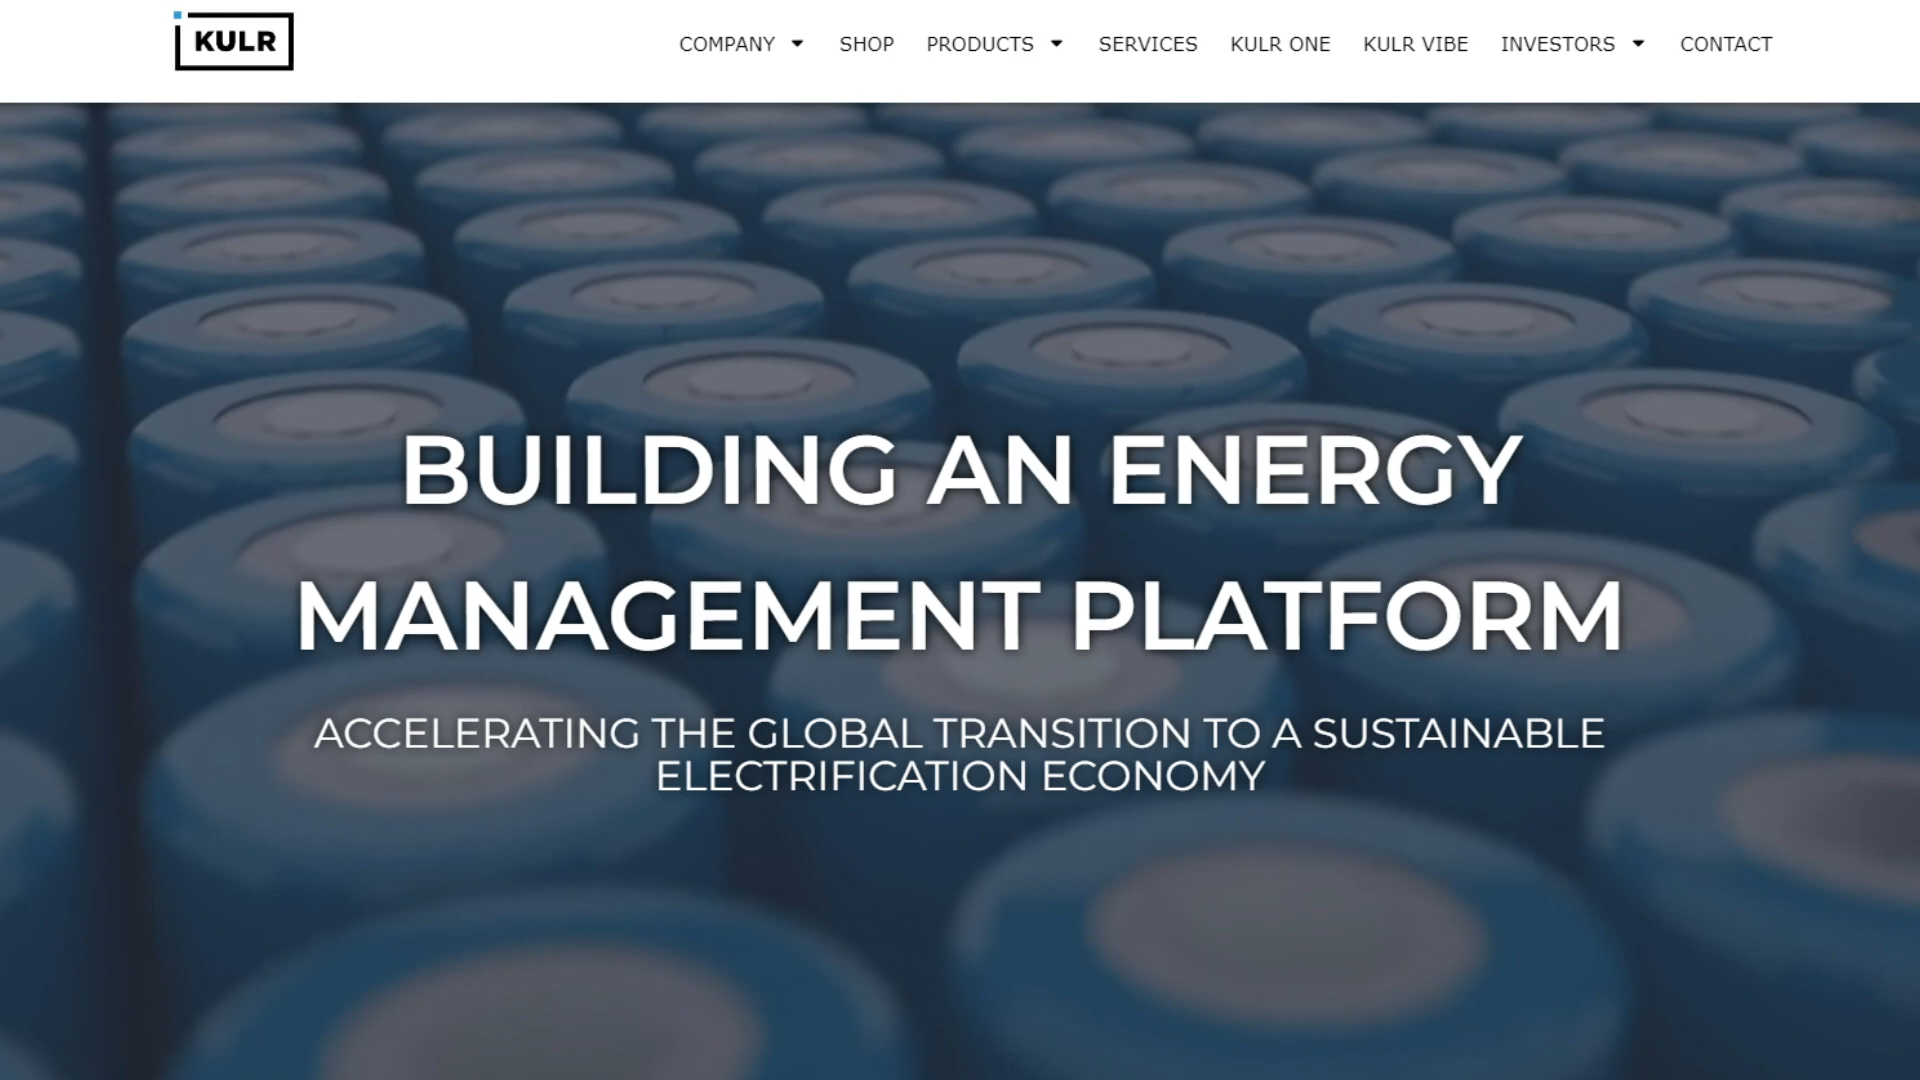 KULR
COMPANY
SHOP
PRODUCTS
SERVICES
KULR ONE
KULR VIBE
INVESTORS
CONTACT
BUILDING AN ENERGY
MANAGEMENT PLATFORM
ACCELERATING THE GLOBAL TRANSITION TO A SUSTAINABLE
ELECTRIFICATION ECONOMY